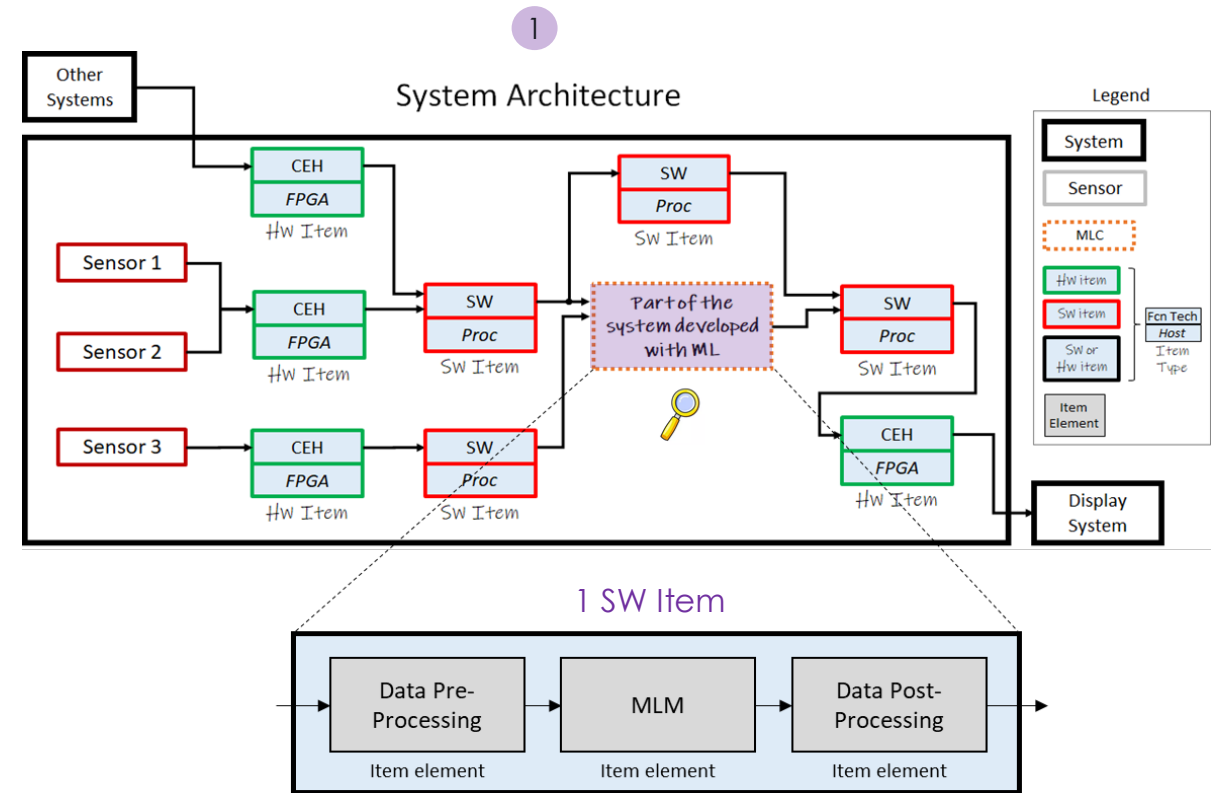 1
Other
Systems
System Architecture
Legend
System
Sensor
MLC
HW item
SW item
SW or
HW item
Fcn Tech
Host
Item
Type
Item
Element
CEH
FPGA
HW Item
SW
Proc
SW Item
Sensor 1
Sensor 2
CEH
FPGA
HW Item
SW
Proc
SW Item
Part of the
system developed
with ML
SW
Proc
SW Item
Sensor 3
CEH
FPGA
HW Item
SW
Proc
SW Item
CEH
FPGA
HW Item
Display
System
1 SW Item
Data Pre-
Processing
Item element
MLM
Item element
Data Post-
Processing
Item element